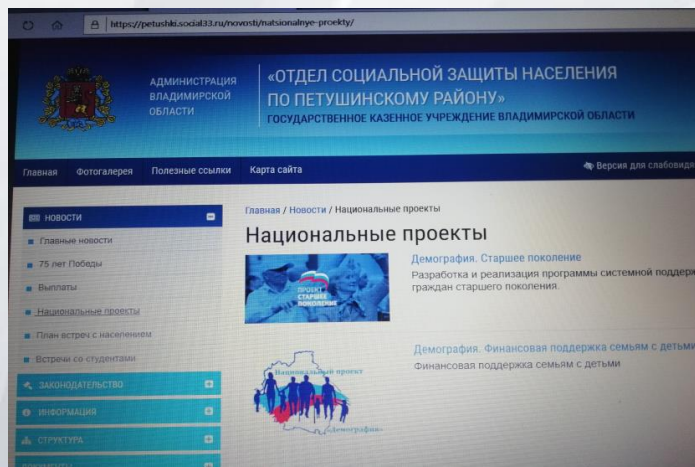 https://petushki.social33.ru/novosti/natsionalnye-proekty/
АДМИНИСТРАЦИЯ
ВЛАДИМИРСКОЙ
ОБЛАСТИ
«ОТДЕЛ СОЦИАЛЬНОЙ ЗАЩИТЫ НАСЕЛЕНИЯ
ПО ПЕТУШИНСКОМУ РАЙОНУ»
ГОСУДАРСТВЕННОЕ КАЗЕННОЕ УЧРЕЖДЕНИЕ ВЛАДИМИРСКОЙ ОБЛАСТИ
Главная Фотогалерея Полезные ссылки Карта сайта Версия для слабовидя
НОВОСТИ
Главные новости
75 лет Победы
Выплаты
Национальные проекты
План встреч с населением
Встречи со студентами
ЗАКОНОДАТЕЛЬСТВО
ИНФОРМАЦИЯ
СТРУКТУРА
ДОКУМЕНТЫ
Главная / Новости / Национальные проекты
Национальные проекты
ПРОЕКТ
СТАРШЕЕ
ПОКОЛЕНИЕ
Демография. Старшее поколение
Разработка и реализация программы системной поддерж
граждан старшего поколения.
Национальный проект
«Демография»
Демография. Финансовая поддержка семьям с детьми
Финансовая поддержка семьям с детьми